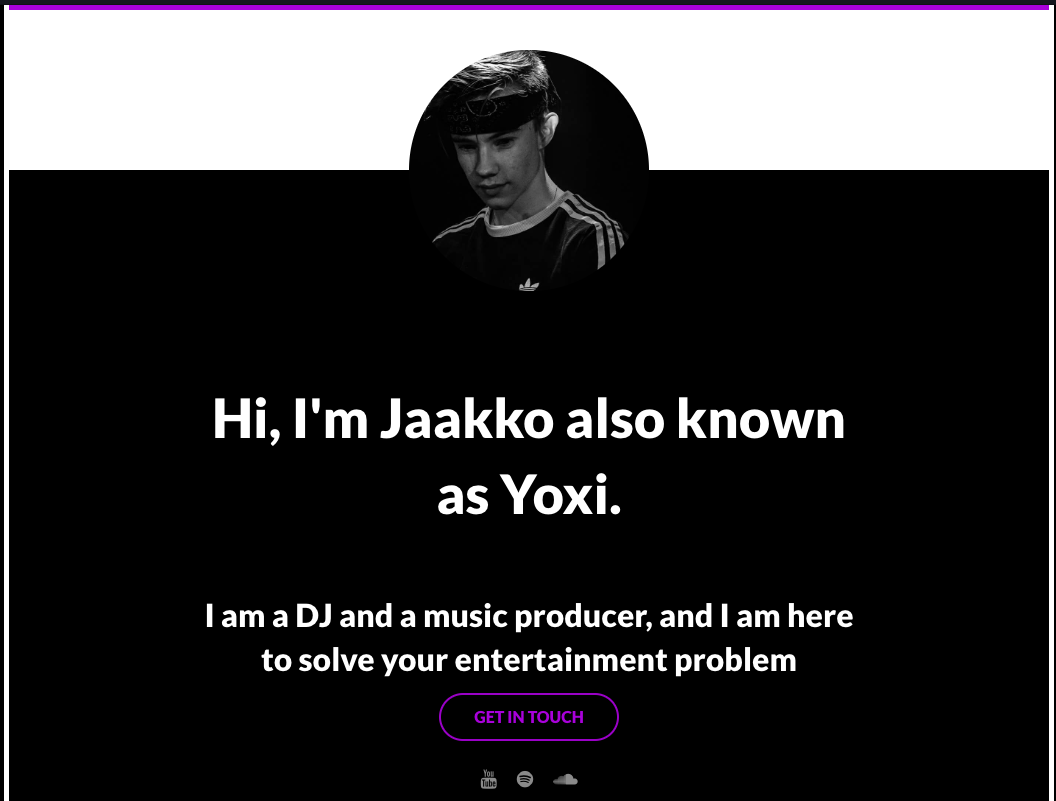 Hi, I'm Jaakko also known
as Yoxi.
I am a DJ and a music producer, and I am here
to solve your entertainment problem
GET IN TOUCH
You
Tube